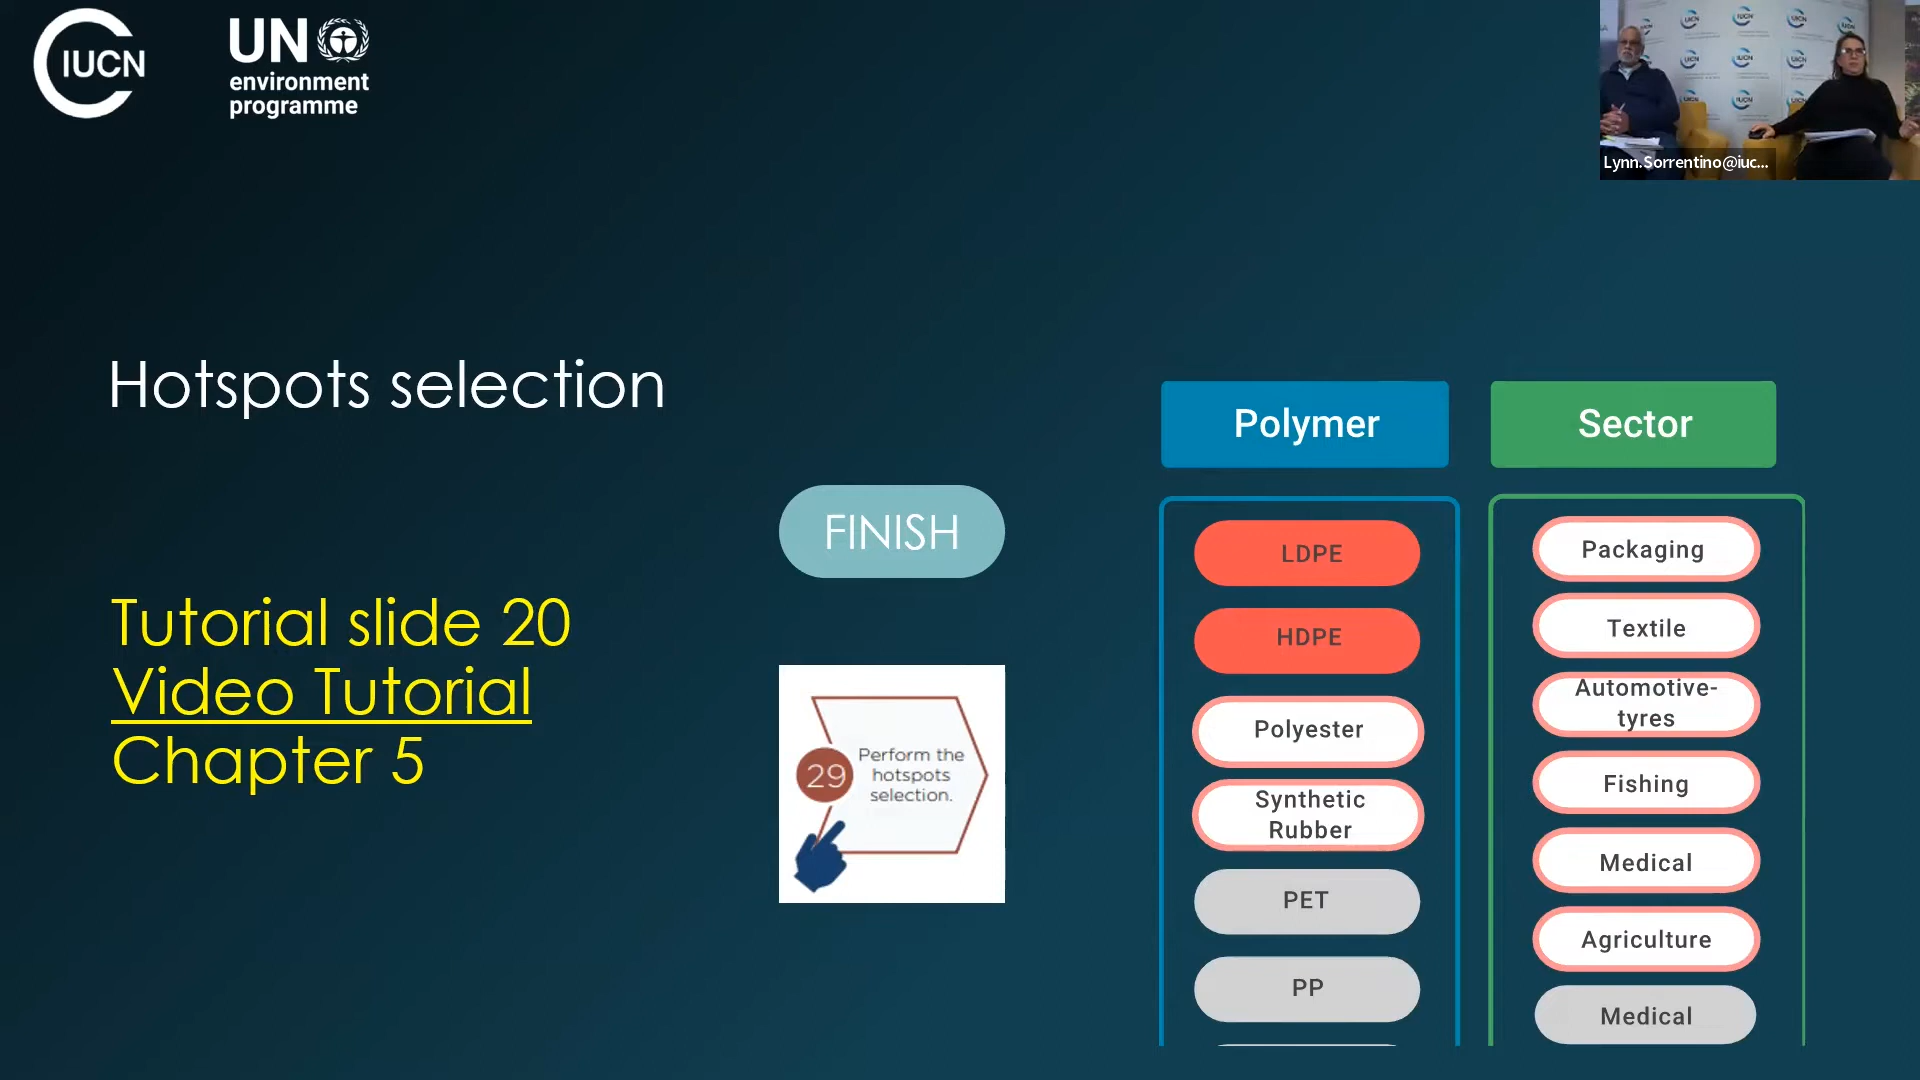 IUCN
UN
environment
programme
Lynn.Sorrentino@iuc...
Hotspots selection
FINISH
Tutorial slide 20
Video Tutorial
Chapter 5
29
Perform the
hotspots
selection.
Polymer
LDPE
HDPE
Polyester
Synthetic
Rubber
PET
PP
Sector
Packaging
Textile
Automotive-
tyres
Fishing
Medical
Agriculture
Medical